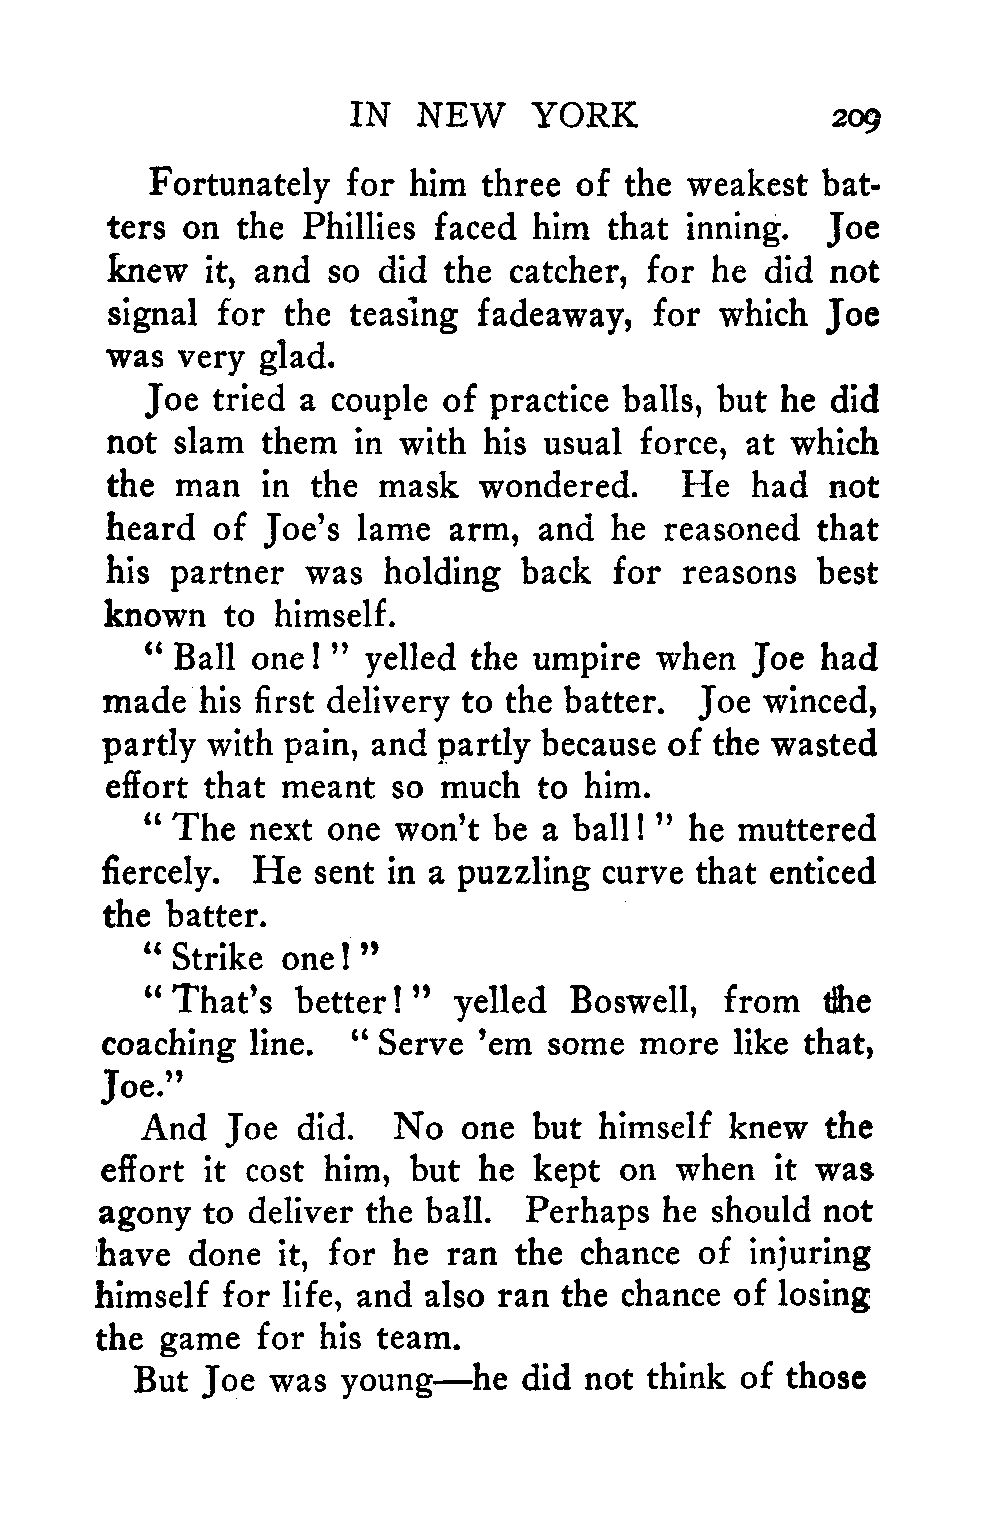 IN NEW YORK 209
Fortunately for him three of the weakest bat-
ters on the Phillies faced him that inning. Joe
knew it, and so did the catcher, for he did not
signal for the teasing fadeaway, for which Joe
was very glad.
Joe tried a couple of practice balls, but he did
not slam them in with his usual force, at which
the man in the mask wondered. He had not
heard of Joe's lame arm, and he reasoned that
his partner was holding back for reasons best
known to himself.
“ Ball one! ” yelled the umpire when Joe had
made his first delivery to the batter. Joe winced,
partly with pain, and partly because of the wasted
effort that meant so much to him.
“ The next one won't be a ball! ” he muttered
fiercely. He sent in a puzzling curve that enticed
the batter.
“ Strike one! ”
“ That's better! ” yelled Boswell, from the
coaching line. “ Serve 'em some more like that,
Joe.”
And Joe did. No one but himself knew the
effort it cost him, but he kept on when it was
agony to deliver the ball. Perhaps he should not
have done it, for he ran the chance of injuring
himself for life, and also ran the chance of losing
the game for his team.
But Joe was young—he did not think of those